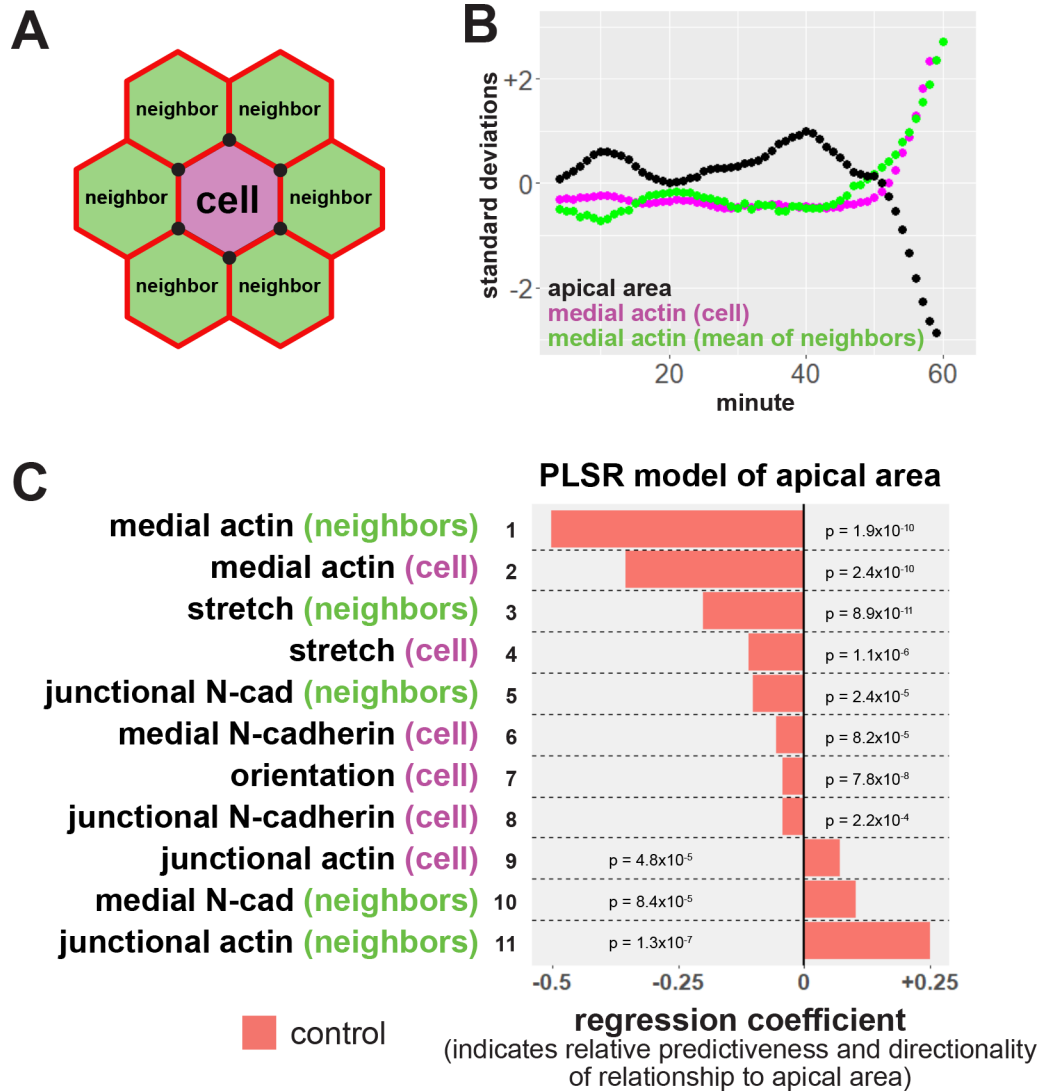 A
neighbor
neighbor
neighbor
cell
neighbor
neighbor
neighbor
B
standard deviations
+2
0
-2
apical area
medial actin (cell)
medial actin (mean of neighbors)
20
40
60
minute
C
PLSR model of apical area
medial actin (neighbors) 1 p = 1.9x10⁻¹⁰
medial actin (cell) 2 p = 2.4x10⁻¹⁰
stretch (neighbors) 3 p = 8.9x10⁻¹¹
stretch (cell) 4 p = 1.1x10⁻⁶
junctional N-cad (neighbors) 5 p = 2.4x10⁻⁵
medial N-cadherin (cell) 6 p = 8.2x10⁻⁵
orientation (cell) 7 p = 7.8x10⁻⁸
junctional N-cadherin (cell) 8 p = 2.2x10⁻⁴
junctional actin (cell) 9 p = 4.8x10⁻⁵
medial N-cad (neighbors) 10 p = 8.4x10⁻⁵
junctional actin (neighbors) 11 p = 1.3x10⁻⁷
-0.5 -0.25 0 +0.25
control
regression coefficient
(indicates relative predictiveness and directionality
of relationship to apical area)